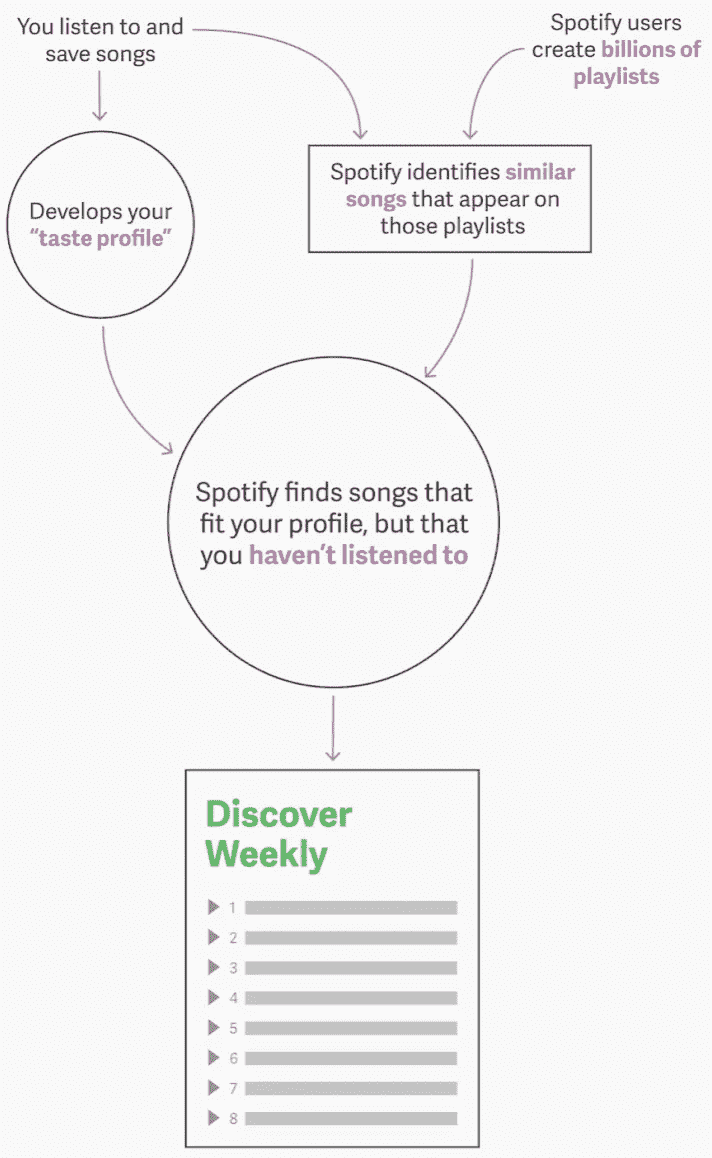 You listen to and
save songs
Spotify users
create billions of
playlists
Develops your
“taste profile”
Spotify identifies similar
songs that appear on
those playlists
Spotify finds songs that
fit your profile, but that
you haven’t listened to
Discover
Weekly
1
2
3
4
5
6
7
8